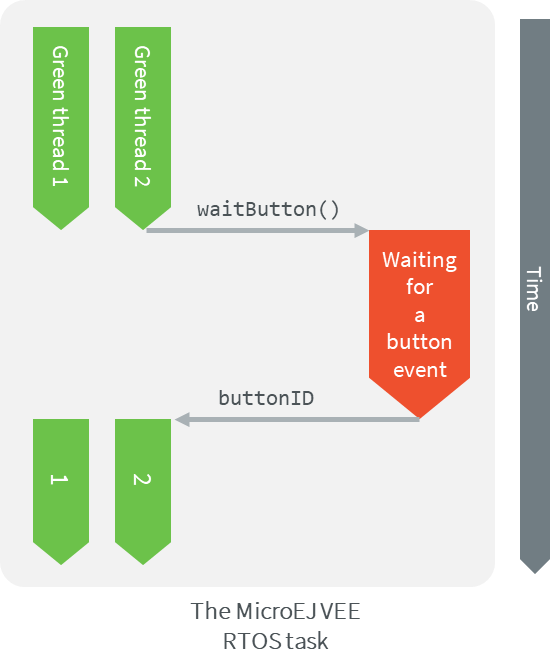 Green thread 1
Green thread 2
waitButton()
Waiting
for
a
button
event
Time
buttonID
1
2
The MicroEJ VEE
RTOS task